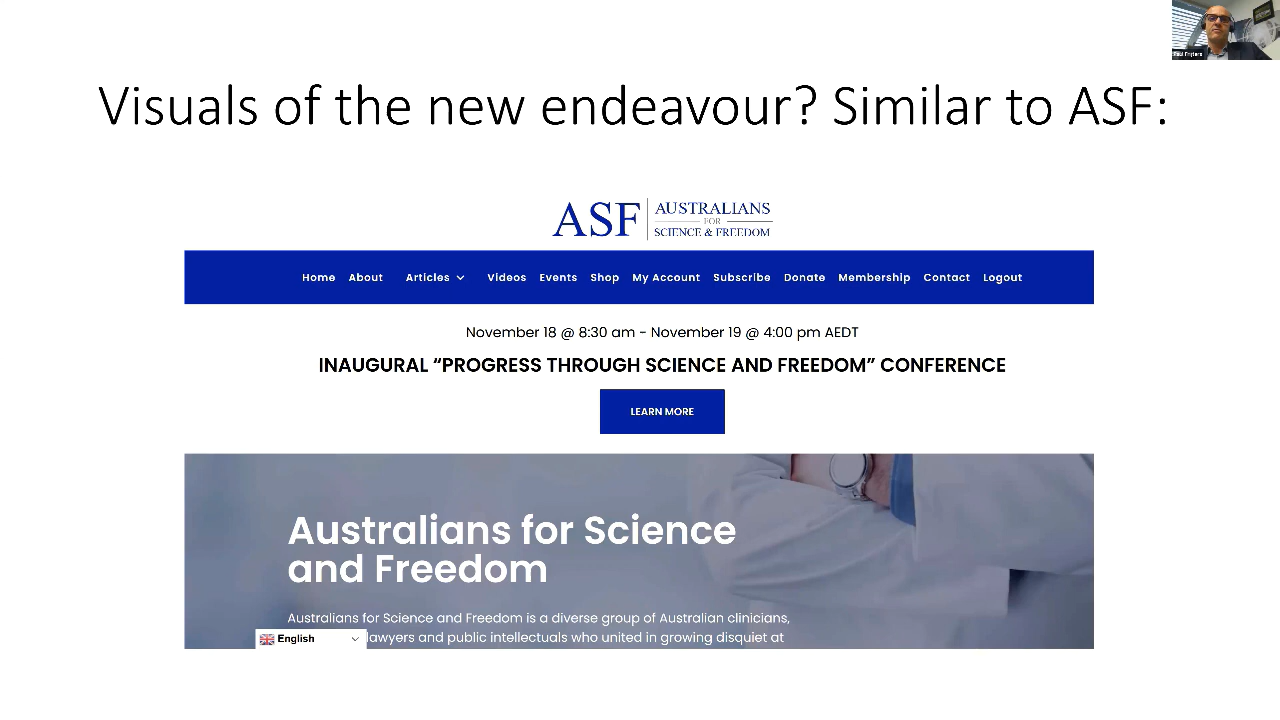 Paul Frijters
Visuals of the new endeavour? Similar to ASF:
ASF
AUSTRALIANS
FOR
SCIENCE & FREEDOM
Home About Articles Videos Events Shop My Account Subscribe Donate Membership Contact Logout
November 18 @ 8:30 am - November 19 @ 4:00 pm AEDT
INAUGURAL “PROGRESS THROUGH SCIENCE AND FREEDOM” CONFERENCE
LEARN MORE
Australians for Science
and Freedom
Australians for Science and Freedom is a diverse group of Australian clinicians,
lawyers and public intellectuals who united in growing disquiet at
English